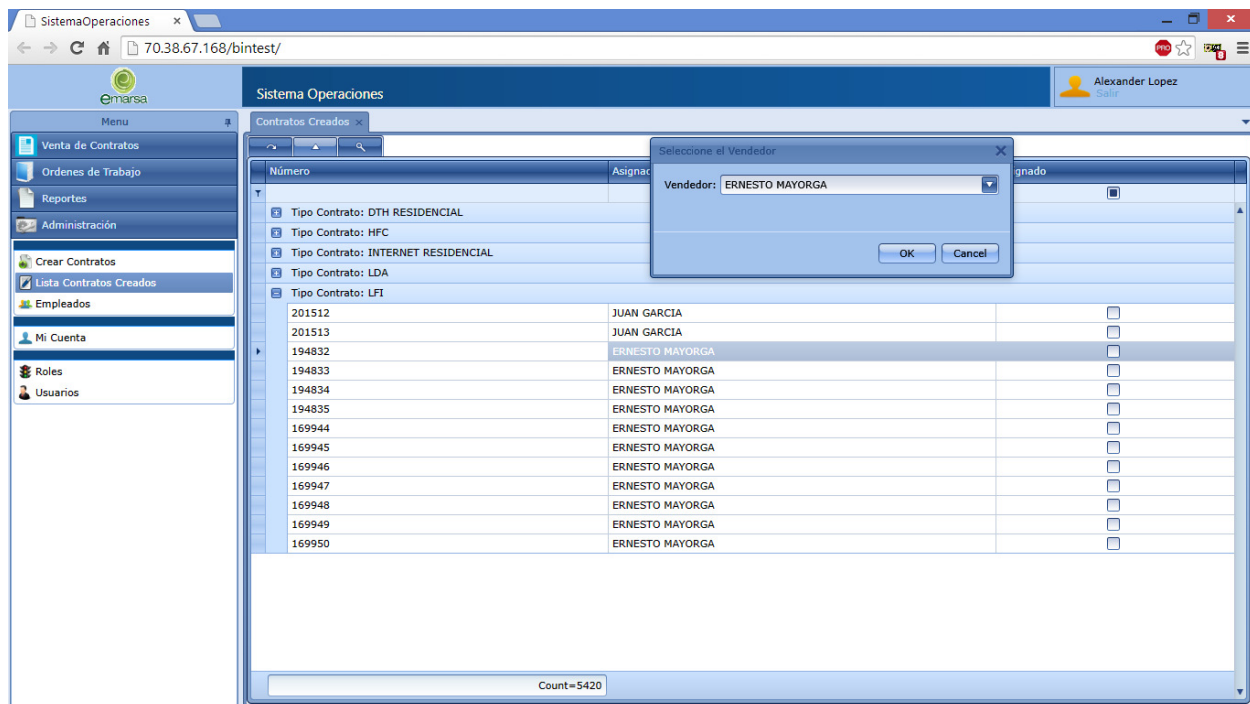 SistemaOperaciones
70.38.67.168/bintest/
PRO
emarsa
Sistema Operaciones
Alexander Lopez
Salir
Menu
Contratos Creados
Venta de Contratos
Ordenes de Trabajo
Reportes
Administración
Crear Contratos
Lista Contratos Creados
Empleados
Mi Cuenta
Roles
Usuarios
Seleccione el Vendedor
Vendedor: ERNESTO MAYORGA
OK Cancel
Número Asignad gnado
Tipo Contrato: DTH RESIDENCIAL
Tipo Contrato: HFC
Tipo Contrato: INTERNET RESIDENCIAL
Tipo Contrato: LDA
Tipo Contrato: LFI
201512 JUAN GARCIA
201513 JUAN GARCIA
194832 ERNESTO MAYORGA
194833 ERNESTO MAYORGA
194834 ERNESTO MAYORGA
194835 ERNESTO MAYORGA
169944 ERNESTO MAYORGA
169945 ERNESTO MAYORGA
169946 ERNESTO MAYORGA
169947 ERNESTO MAYORGA
169948 ERNESTO MAYORGA
169949 ERNESTO MAYORGA
169950 ERNESTO MAYORGA
Count=5420